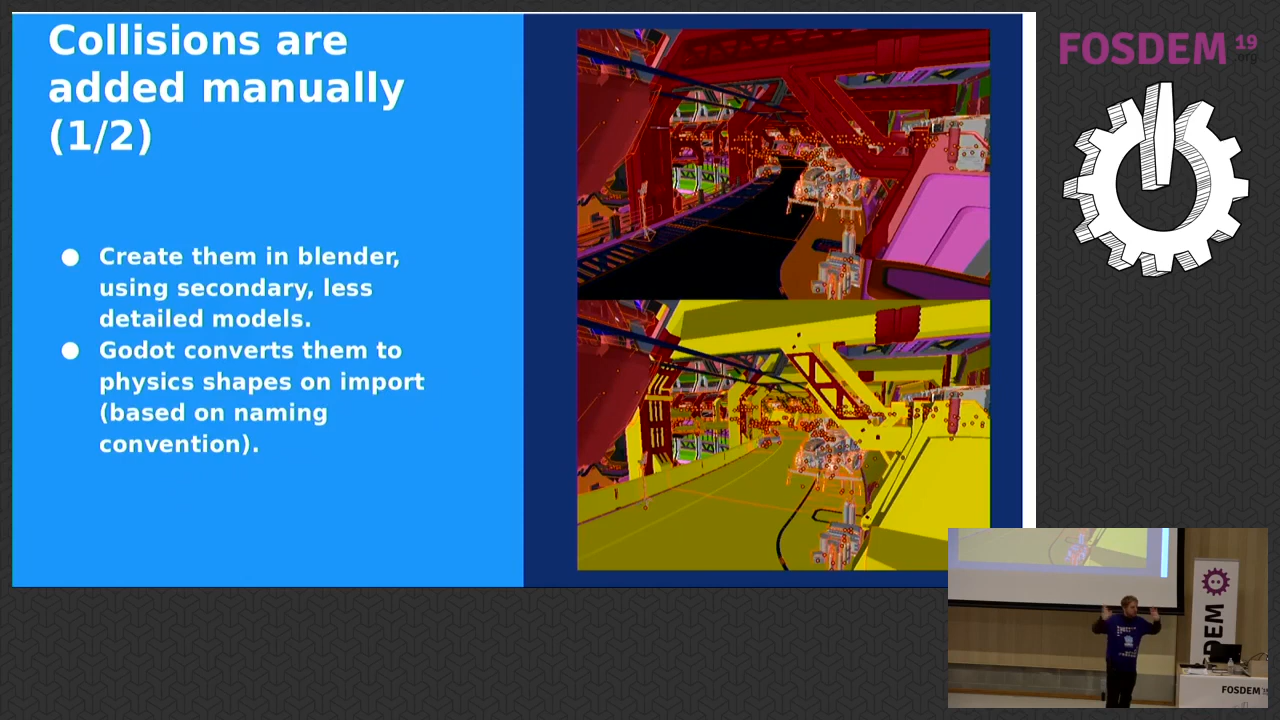 Collisions are
added manually
(1/2)
● Create them in blender,
using secondary, less
detailed models.
● Godot converts them to
physics shapes on import
(based on naming
convention).
FOSDEM 19
.org
DEM
FOSDEM